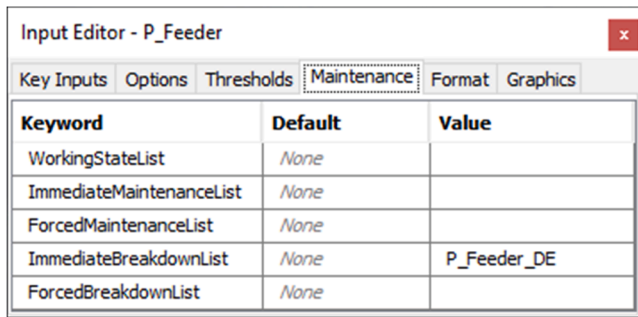 Input Editor - P_Feeder
x
Key Inputs Options Thresholds Maintenance Format Graphics
Keyword Default Value
WorkingStateList None
ImmediateMaintenanceList None
ForcedMaintenanceList None
ImmediateBreakdownList None P_Feeder_DE
ForcedBreakdownList None